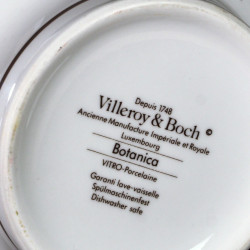 Depuis 1748
Villeroy & Boch ©
Ancienne Manufacture Impériale et Royale
Luxembourg
Botanica
VITRO-Porcelaine
Garanti lave-vaisselle
Spülmaschinenfest
Dishwasher safe